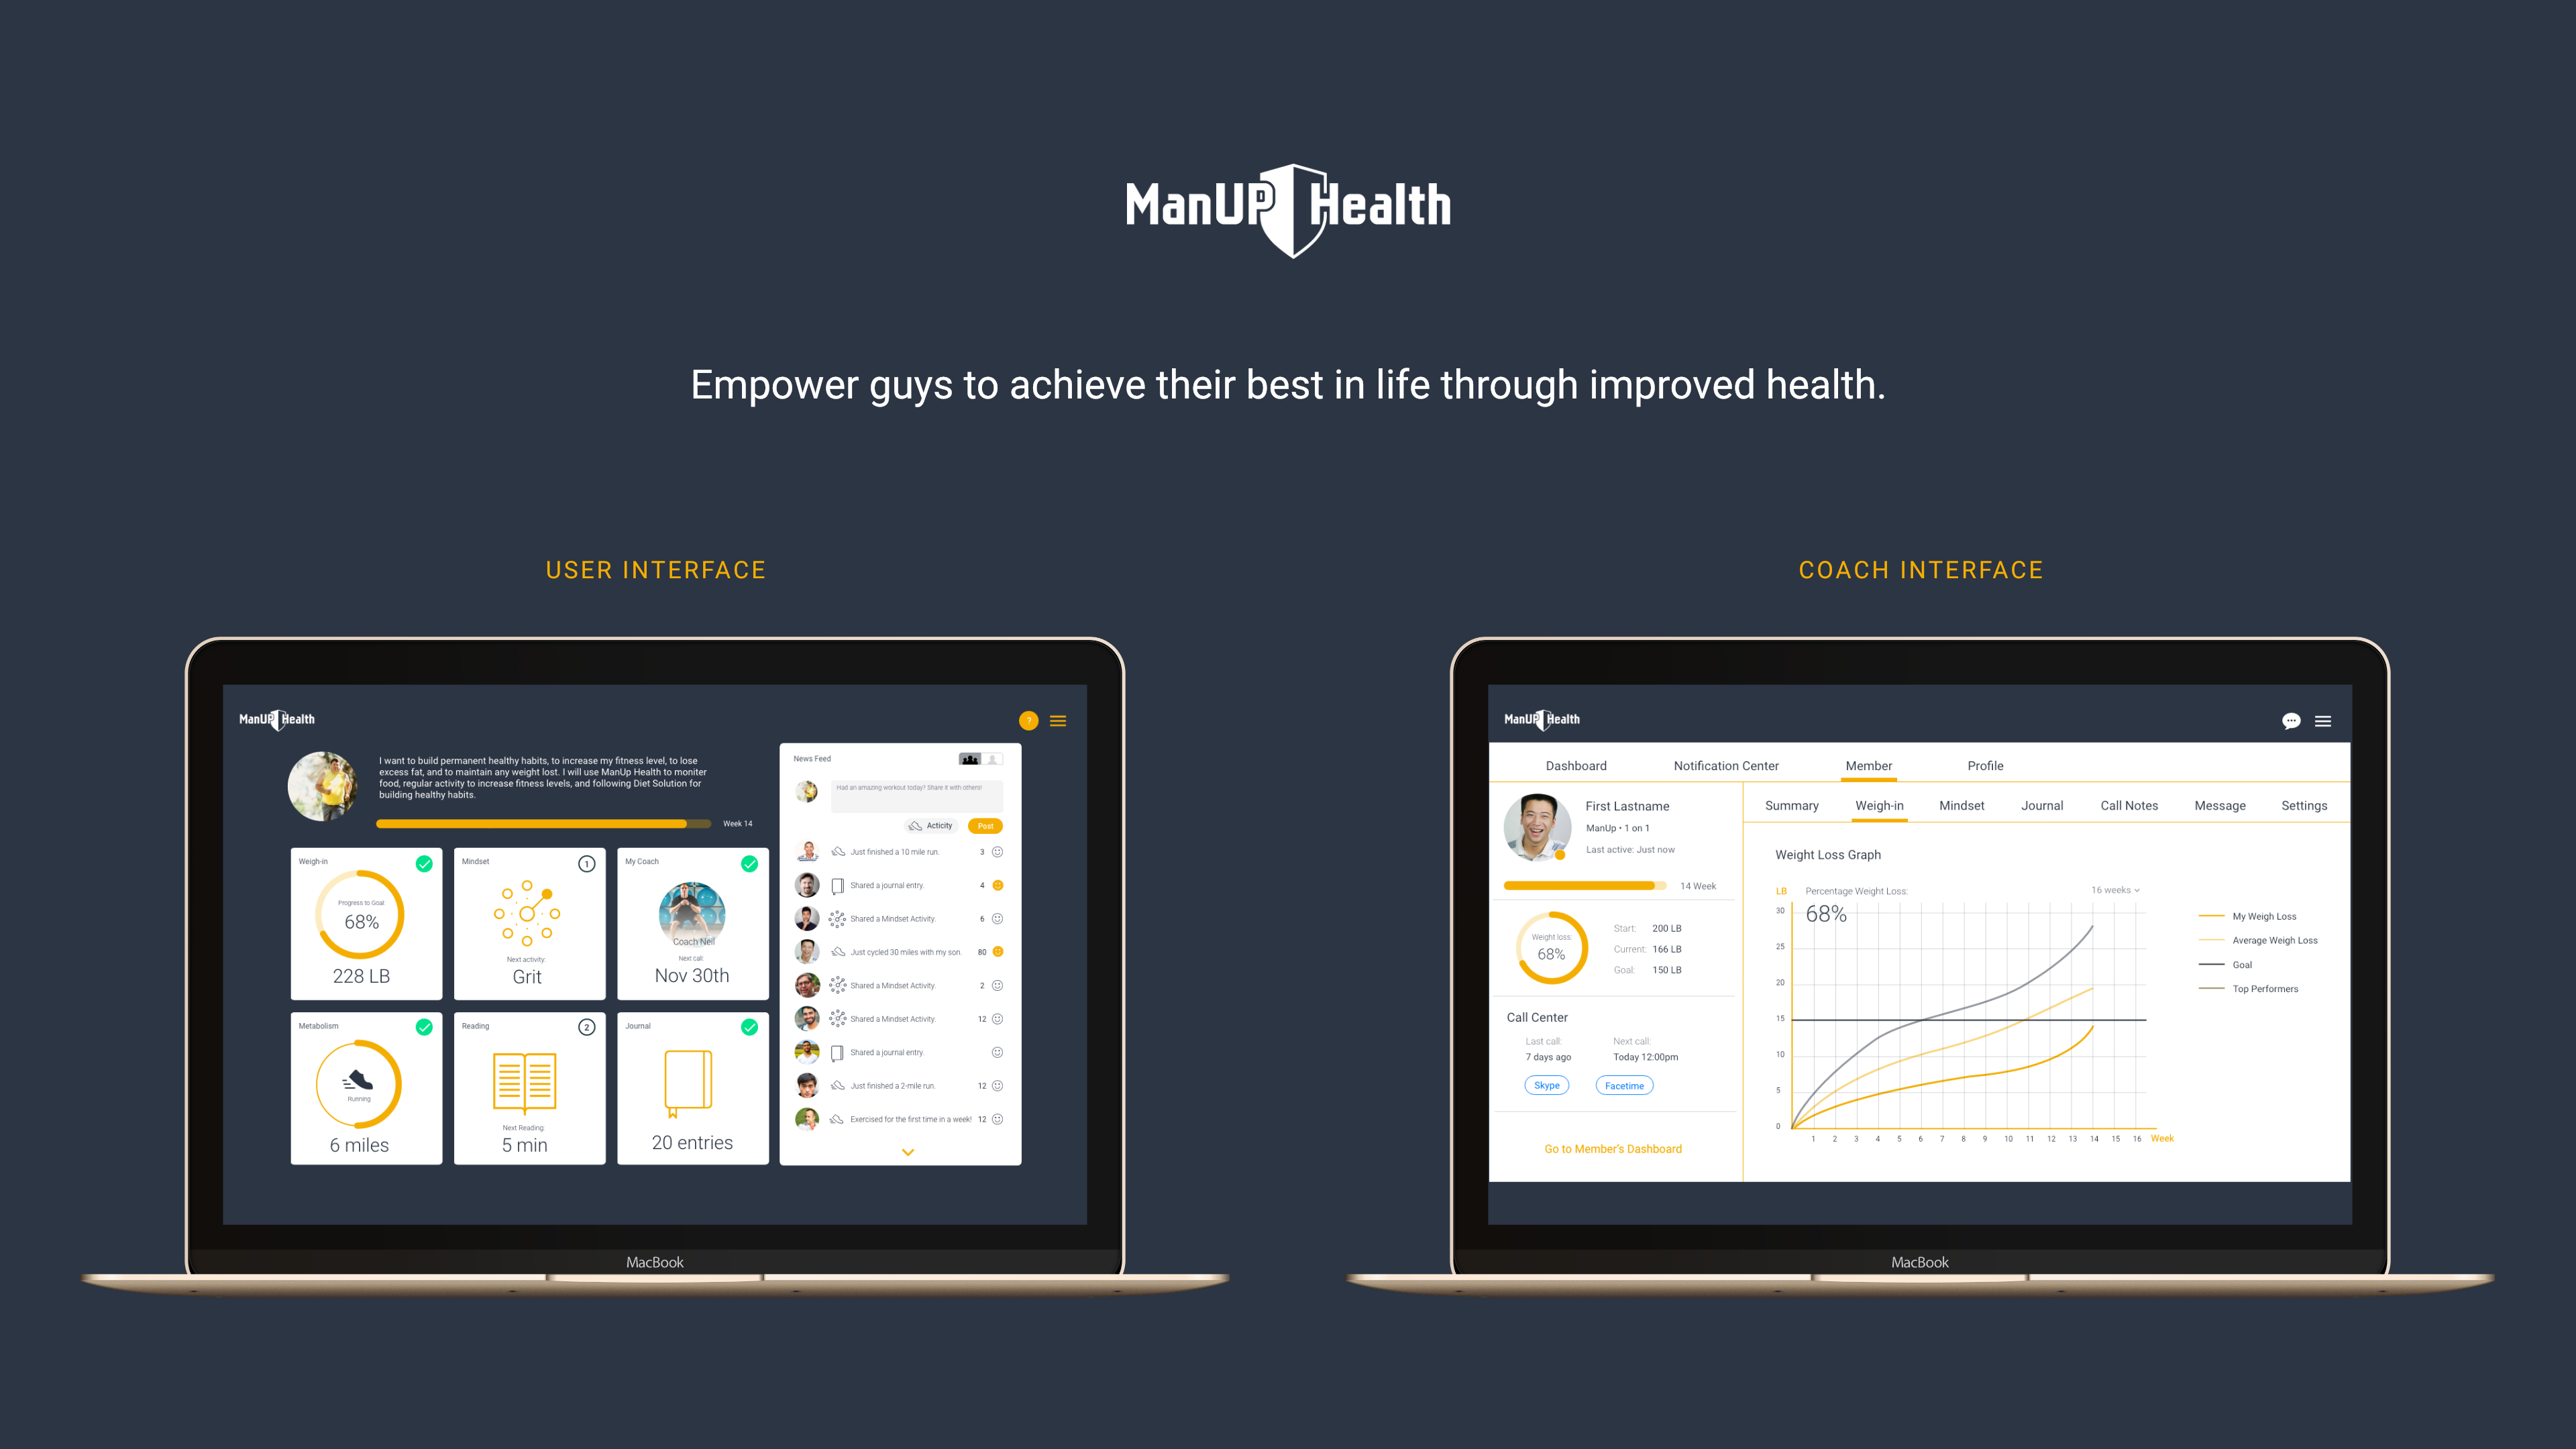 ManUP Health
Empower guys to achieve their best in life through improved health.
USER INTERFACE
ManUP Health
?
I want to build permanent healthy habits, to increase my fitness level, to lose
excess fat, and to maintain any weight lost. I will use ManUp Health to moniter
food, regular activity to increase fitness levels, and following Diet Solution for
building healthy habits.
Week 14
Weigh-in
Progress to Goal:
68%
228 LB
Mindset
1
Next activity:
Grit
My Coach
Coach Neil
Next call:
Nov 30th
Metabolism
Running
6 miles
Reading
2
Next Reading
5 min
Journal
20 entries
News Feed
Had an amazing workout today? Share it with others!
Acticity
Post
Just finished a 10 mile run. 3
Shared a journal entry. 4
Shared a Mindset Activity. 6
Just cycled 30 miles with my son. 80
Shared a Mindset Activity. 2
Shared a Mindset Activity. 12
Shared a journal entry.
Just finished a 2-mile run. 12
Exercised for the first time in a week! 12
MacBook
COACH INTERFACE
ManUP Health
Dashboard Notification Center Member Profile
First Lastname
ManUp • 1 on 1
Last active: Just now
14 Week
Weight loss:
68%
Start: 200 LB
Current: 166 LB
Goal: 150 LB
Call Center
Last call: Next call:
7 days ago Today 12:00pm
Skype Facetime
Go to Member's Dashboard
Summary Weigh-in Mindset Journal Call Notes Message Settings
Weight Loss Graph
LB Percentage Weight Loss: 16 weeks
68%
30
25
20
15
10
5
0
1 2 3 4 5 6 7 8 9 10 11 12 13 14 15 16 Week
My Weigh Loss
Average Weigh Loss
Goal
Top Performers
MacBook